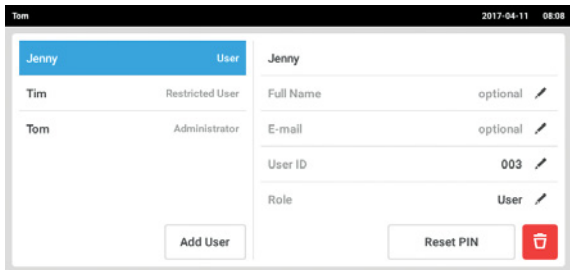 Tom 2017-04-11 08:08
Jenny User
Tim Restricted User
Tom Administrator
Add User
Jenny
Full Name optional
E-mail optional
User ID 003
Role User
Reset PIN